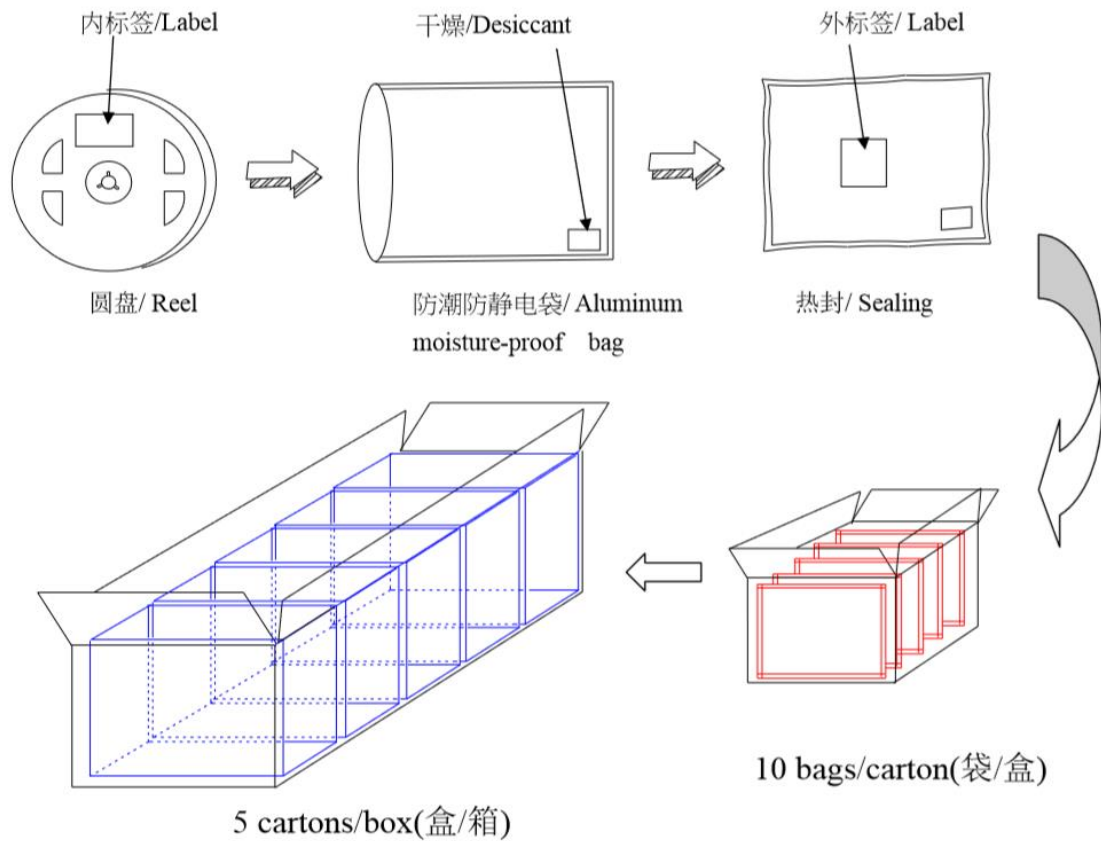 内标签/Label
干燥/Desiccant
外标签/ Label
圆盘/ Reel
防潮防静电袋/ Aluminum
moisture-proof bag
热封/ Sealing
10 bags/carton(袋/盒)
5 cartons/box(盒/箱)